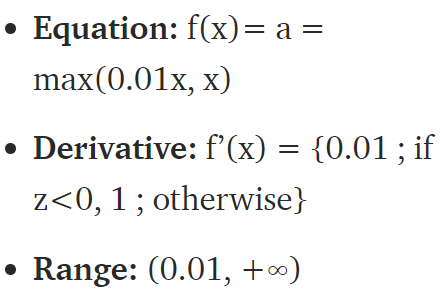 • Equation: f(x)= a =
max(0.01x, x)
• Derivative: f’(x) = {0.01 ; if
z<0, 1 ; otherwise}
• Range: (0.01, +∞)